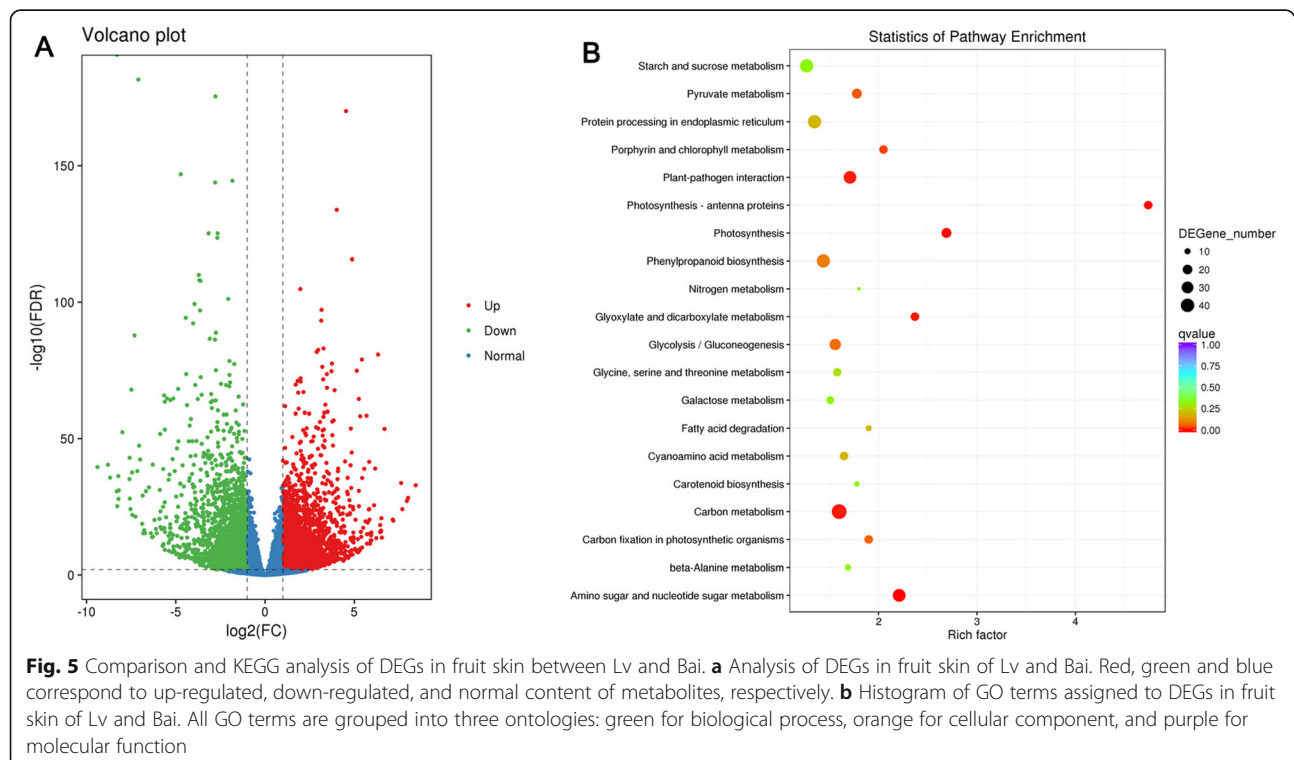 A
Volcano plot
150
100
50
0
-log10(FDR)
-10
-5
0
5
log2(FC)
Up
Down
Normal
B
Statistics of Pathway Enrichment
Starch and sucrose metabolism
Pyruvate metabolism
Protein processing in endoplasmic reticulum
Porphyrin and chlorophyll metabolism
Plant-pathogen interaction
Photosynthesis - antenna proteins
Photosynthesis
Phenylpropanoid biosynthesis
Nitrogen metabolism
Glyoxylate and dicarboxylate metabolism
Glycolysis / Gluconeogenesis
Glycine, serine and threonine metabolism
Galactose metabolism
Fatty acid degradation
Cyanoamino acid metabolism
Carotenoid biosynthesis
Carbon metabolism
Carbon fixation in photosynthetic organisms
beta-Alanine metabolism
Amino sugar and nucleotide sugar metabolism
2
3
4
Rich factor
DEGene_number
10
20
30
40
qvalue
1.00
0.75
0.50
0.25
0.00
Fig. 5 Comparison and KEGG analysis of DEGs in fruit skin between Lv and Bai. a Analysis of DEGs in fruit skin of Lv and Bai. Red, green and blue
correspond to up-regulated, down-regulated, and normal content of metabolites, respectively. b Histogram of GO terms assigned to DEGs in fruit
skin of Lv and Bai. All GO terms are grouped into three ontologies: green for biological process, orange for cellular component, and purple for
molecular function